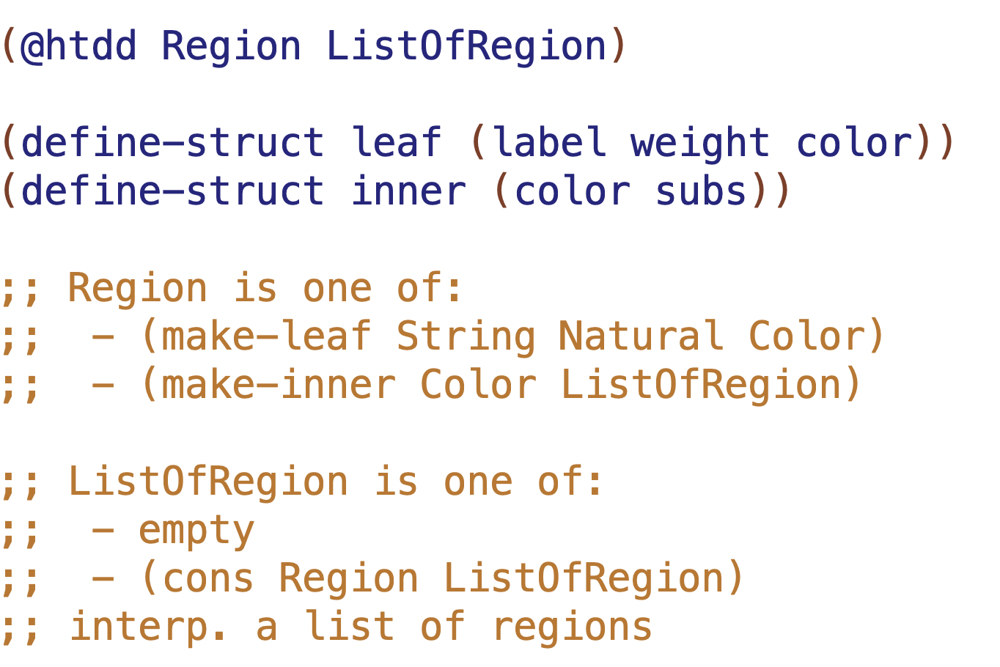 (@htdd Region ListOfRegion)
(define-struct leaf (label weight color))
(define-struct inner (color subs))
;; Region is one of:
;;  - (make-leaf String Natural Color)
;;  - (make-inner Color ListOfRegion)
;; ListOfRegion is one of:
;;  - empty
;;  - (cons Region ListOfRegion)
;; interp. a list of regions